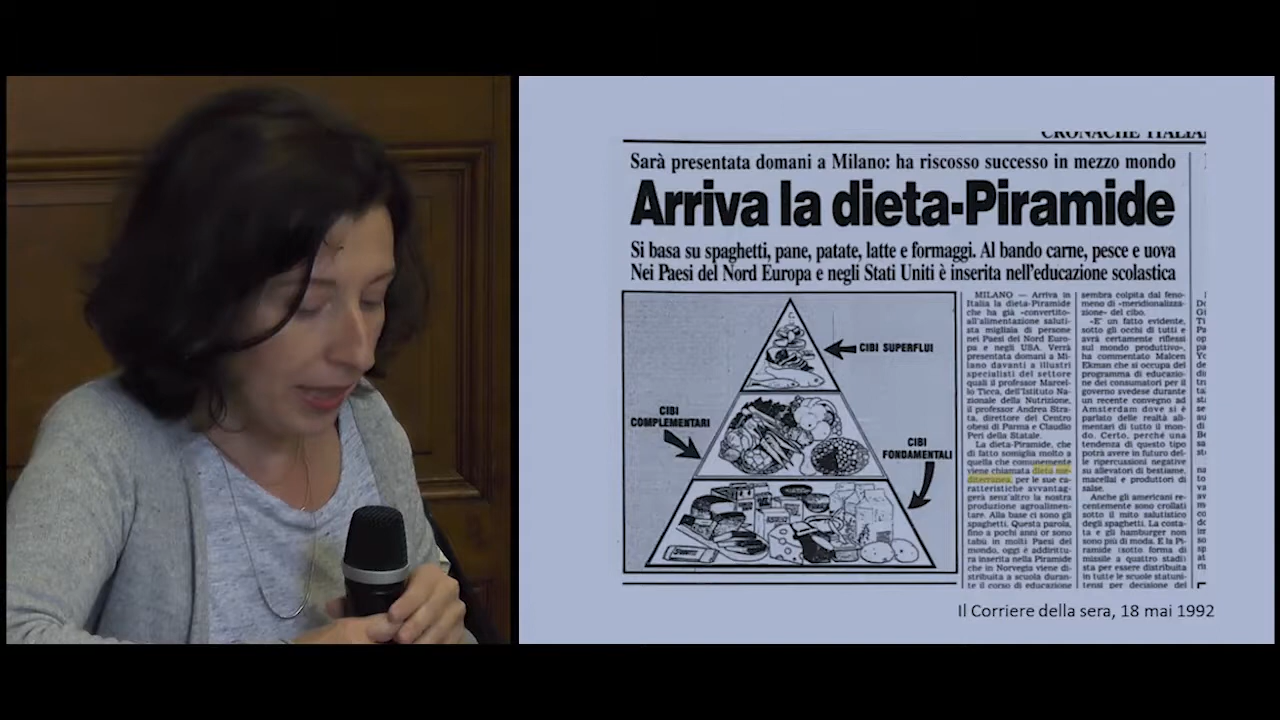 CRONACHE ITALIA
Sarà presentata domani a Milano: ha riscosso successo in mezzo mondo
Arriva la dieta-Piramide
Si basa su spaghetti, pane, patate, latte e formaggi. Al bando carne, pesce e uova
Nei Paesi del Nord Europa e negli Stati Uniti è inserita nell'educazione scolastica
CIBI SUPERFLUI
CIBI
COMPLEMENTARI
CIBI
FONDAMENTALI
MILANO — Arriva in
Italia la dieta-Piramide
che ha già «convertito»
all'alimentazione saluti-
sta migliaia di persone
nei Paesi del Nord Euro-
pa e negli USA. Verrà
presentata domani a Mi-
lano davanti a illustri
specialisti del settore
quali il professor Marcel-
lo Ticca, dell'Istituto Na-
zionale della Nutrizione,
il professor Andrea Stra-
ta, direttore del Centro
obesi di Parma e Claudio
Peri della Statale.
La dieta-Piramide, che
di fatto somiglia molto a
quella che comunemente
viene chiamata dieta me-
diterranea, per le sue ca-
ratteristiche avvantag-
gerà senz'altro la nostra
produzione agroalimen-
tare. Alla base ci sono gli
spaghetti. Questa parola,
fino a pochi anni or sono
tabù in molti Paesi del
mondo, oggi è addirittu-
ra inserita nella Piramide
che in Norvegia viene di-
stribuita a scuola duran-
te il corso di educazione
sembra colpita dal feno-
meno di «meridionalizza-
zione» del cibo.
«E' un fatto evidente,
sotto gli occhi di tutti e
avrà certamente riflessi
sul mondo produttivo»,
ha commentato Malcen
Ekman che si occupa del
programma di educazio-
ne dei consumatori per il
governo svedese durante
un recente convegno ad
Amsterdam dove si è
parlato delle realtà ali-
mentari di tutto il mon-
do. Certo, perché una
tendenza di questo tipo
potrà avere in futuro del-
le ripercussioni negative
su allevatori di bestiame,
macellai e produttori di
salse.
Anche gli americani re-
centemente sono crollati
sotto il mito salutistico
degli spaghetti. La costa-
ta e gli hamburger non
sono più di moda. E la Pi-
ramide (sotto forma di
missile a quattro stadi)
sta per essere distribuita
in tutte le scuole statuni-
tensi per decisione del
Il Corriere della sera, 18 mai 1992